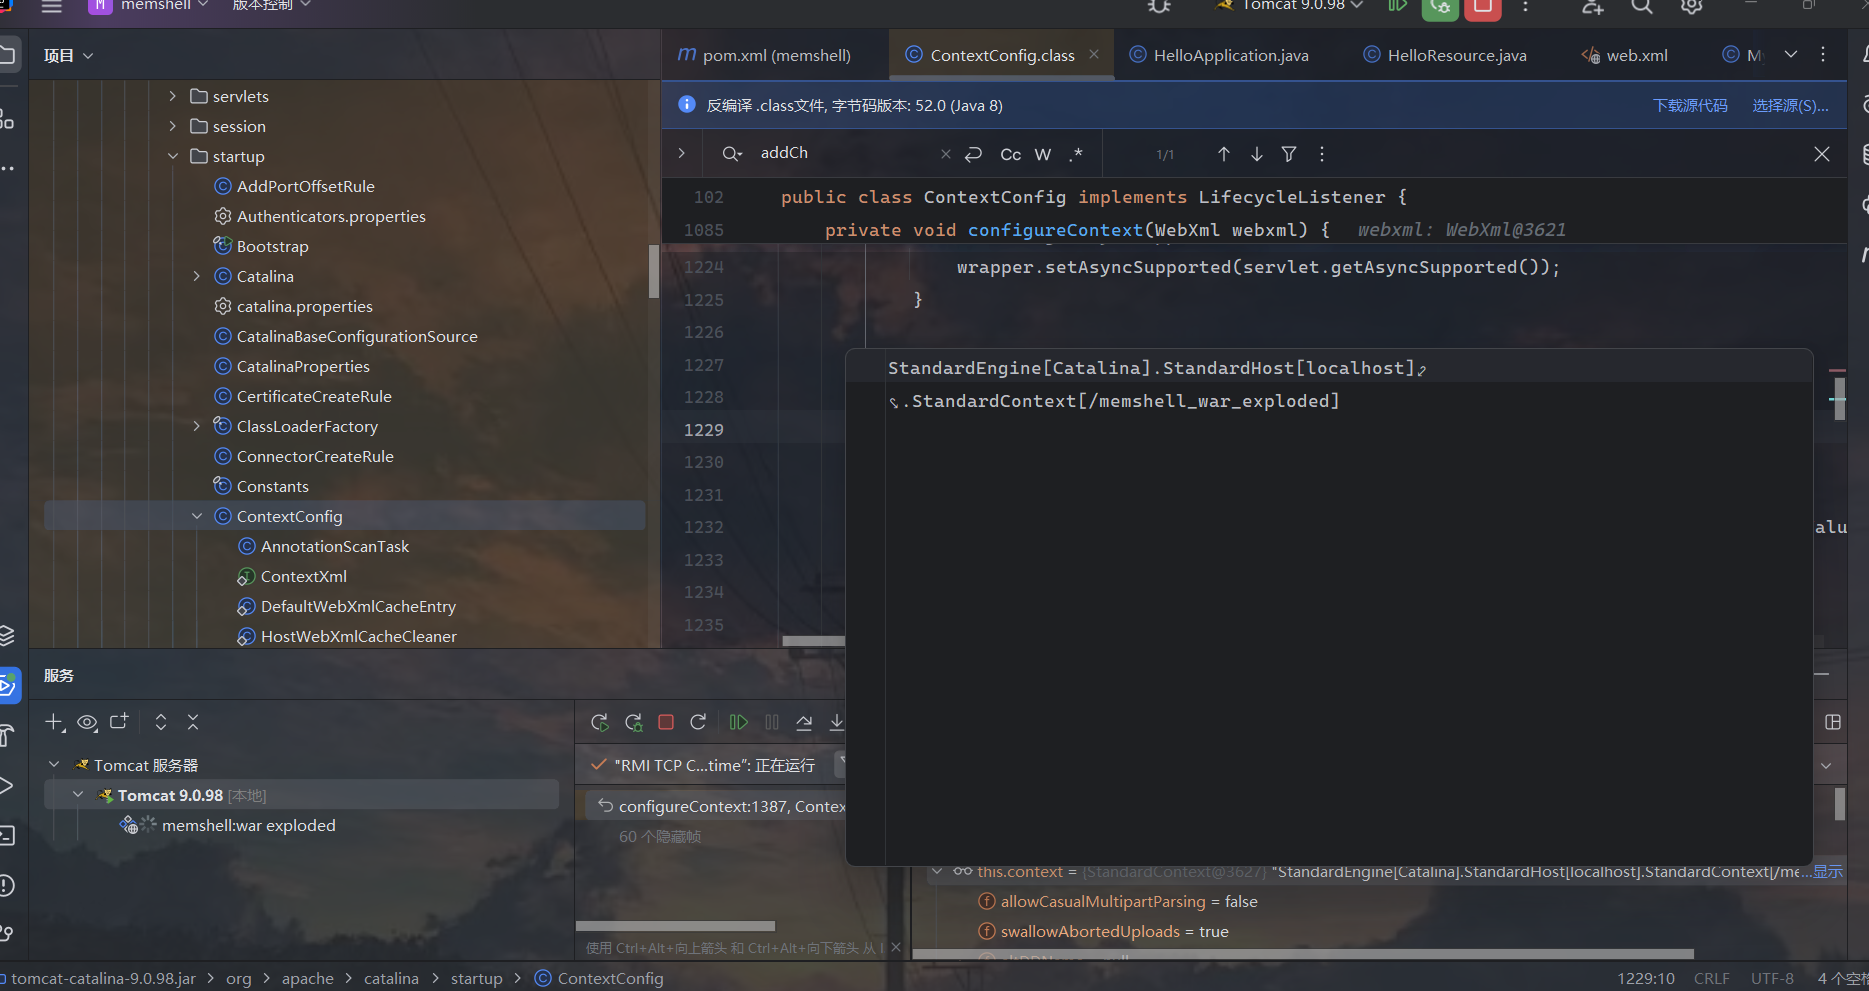 memshell
版本控制
Tomcat 9.0.98
项目
servlets
session
startup
AddPortOffsetRule
Authenticators.properties
Bootstrap
Catalina
catalina.properties
CatalinaBaseConfigurationSource
CatalinaProperties
CertificateCreateRule
ClassLoaderFactory
ConnectorCreateRule
Constants
ContextConfig
AnnotationScanTask
ContextXml
DefaultWebXmlCacheEntry
HostWebXmlCacheCleaner
pom.xml (memshell)
ContextConfig.class
HelloApplication.java
HelloResource.java
web.xml
反编译 .class文件, 字节码版本: 52.0 (Java 8)
下载源代码 选择源(S)...
addCh
Cc W .*
1/1
102 public class ContextConfig implements LifecycleListener {
1085 private void configureContext(WebXml webxml) { webxml: WebXml@3621
1224 wrapper.setAsyncSupported(servlet.getAsyncSupported());
1225 }
1226
1227
1228
1229
1230
1231
1232 alu
1233
1234
1235
StandardEngine[Catalina].StandardHost[localhost]
.StandardContext[/memshell_war_exploded]
服务
Tomcat 服务器
Tomcat 9.0.98 [本地]
memshell:war exploded
"RMI TCP C...time": 正在运行
configureContext:1387, Contex
60 个隐藏帧
使用 Ctrl+Alt+向上箭头 和 Ctrl+Alt+向下箭头 从 I
this.context = {StandardContext@3627} "StandardEngine[Catalina].StandardHost[localhost].StandardContext[/me...显示
allowCasualMultipartParsing = false
swallowAbortedUploads = true
tomcat-catalina-9.0.98.jar > org > apache > catalina > startup > ContextConfig
1229:10 CRLF UTF-8 4 个空格